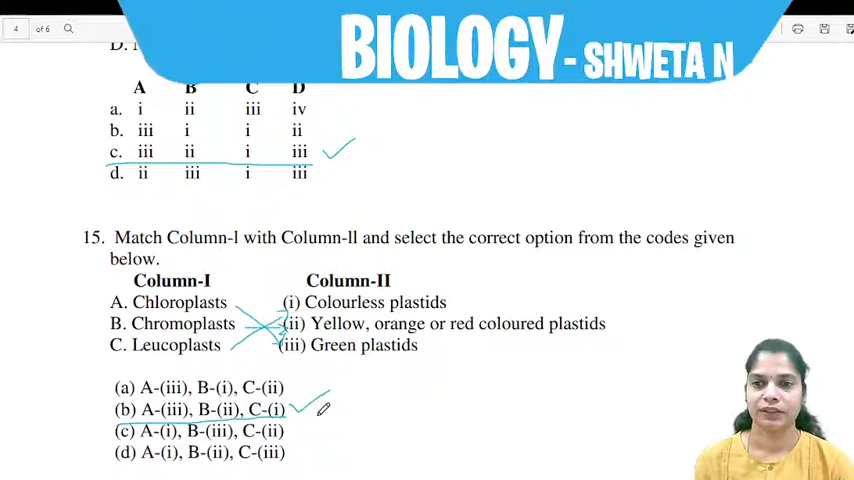 4 of 6
BIOLOGY- SHWETA N
A B C D
a. i ii iii iv
b. iii i i ii
c. iii ii i iii
d. ii iii i iii
15. Match Column-l with Column-ll and select the correct option from the codes given
below.
Column-I Column-II
A. Chloroplasts (i) Colourless plastids
B. Chromoplasts (ii) Yellow, orange or red coloured plastids
C. Leucoplasts (iii) Green plastids
(a) A-(iii), B-(i), C-(ii)
(b) A-(iii), B-(ii), C-(i)
(c) A-(i), B-(iii), C-(ii)
(d) A-(i), B-(ii), C-(iii)